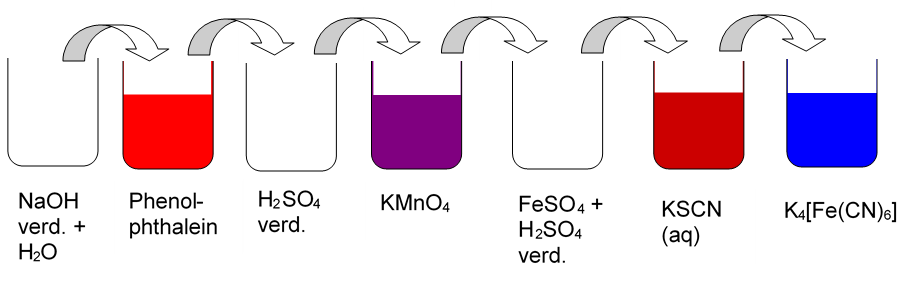 NaOH
verd. +
H₂O
Phenol-
phthalein
H₂SO₄
verd.
KMnO₄
FeSO₄ +
H₂SO₄
verd.
KSCN
(aq)
K₄[Fe(CN)₆]